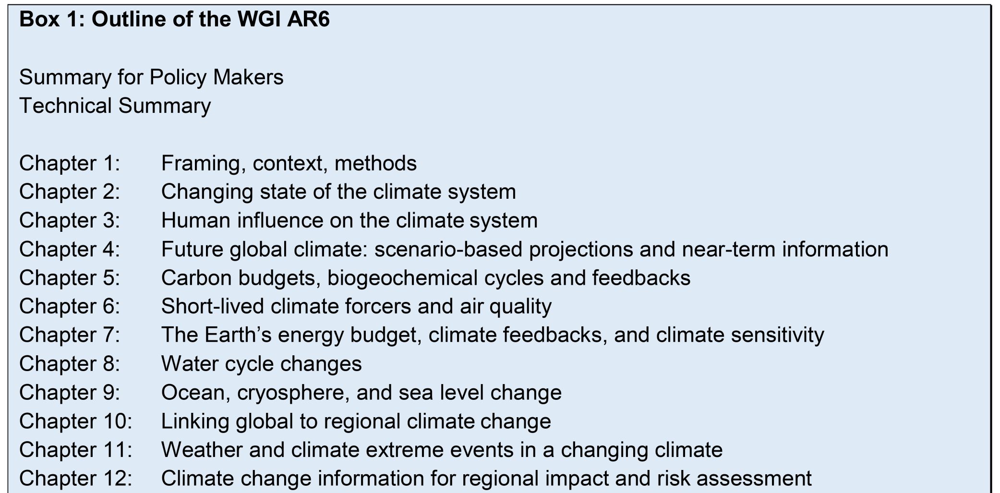 Box 1: Outline of the WGI AR6
Summary for Policy Makers
Technical Summary
Chapter 1: Framing, context, methods
Chapter 2: Changing state of the climate system
Chapter 3: Human influence on the climate system
Chapter 4: Future global climate: scenario-based projections and near-term information
Chapter 5: Carbon budgets, biogeochemical cycles and feedbacks
Chapter 6: Short-lived climate forcers and air quality
Chapter 7: The Earth’s energy budget, climate feedbacks, and climate sensitivity
Chapter 8: Water cycle changes
Chapter 9: Ocean, cryosphere, and sea level change
Chapter 10: Linking global to regional climate change
Chapter 11: Weather and climate extreme events in a changing climate
Chapter 12: Climate change information for regional impact and risk assessment